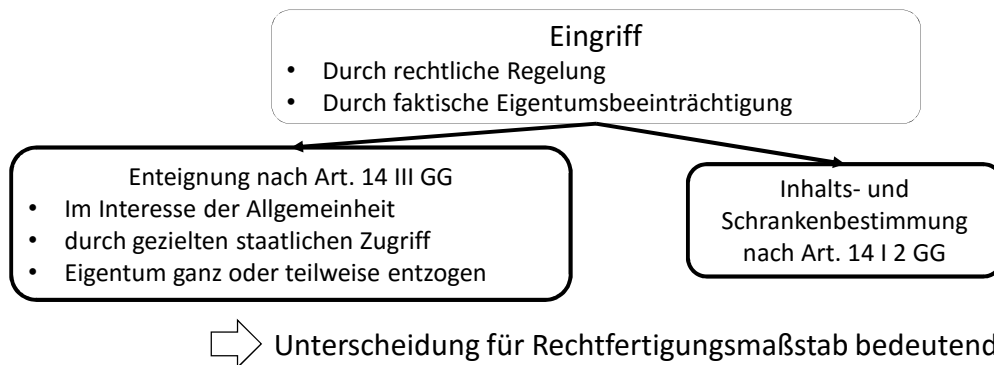 Eingriff
• Durch rechtliche Regelung
• Durch faktische Eigentumsbeeinträchtigung
Enteignung nach Art. 14 III GG
• Im Interesse der Allgemeinheit
• durch gezielten staatlichen Zugriff
• Eigentum ganz oder teilweise entzogen
Inhalts- und
Schrankenbestimmung
nach Art. 14 I 2 GG
Unterscheidung für Rechtfertigungsmaßstab bedeutend